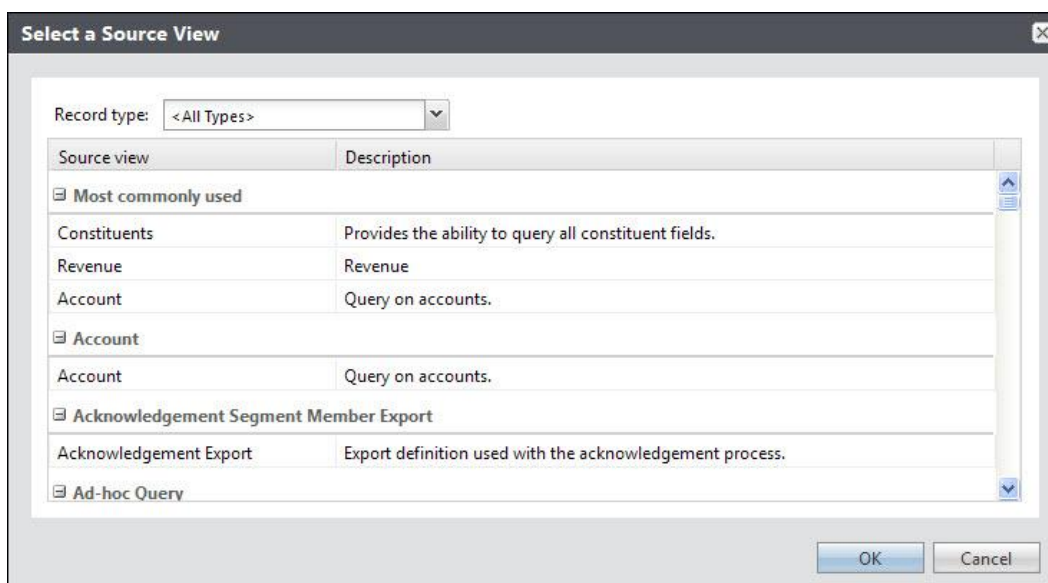 Select a Source View
Record type: <All Types>
Source view Description
Most commonly used
Constituents Provides the ability to query all constituent fields.
Revenue Revenue
Account Query on accounts.
Account
Account Query on accounts.
Acknowledgement Segment Member Export
Acknowledgement Export Export definition used with the acknowledgement process.
Ad-hoc Query
OK Cancel